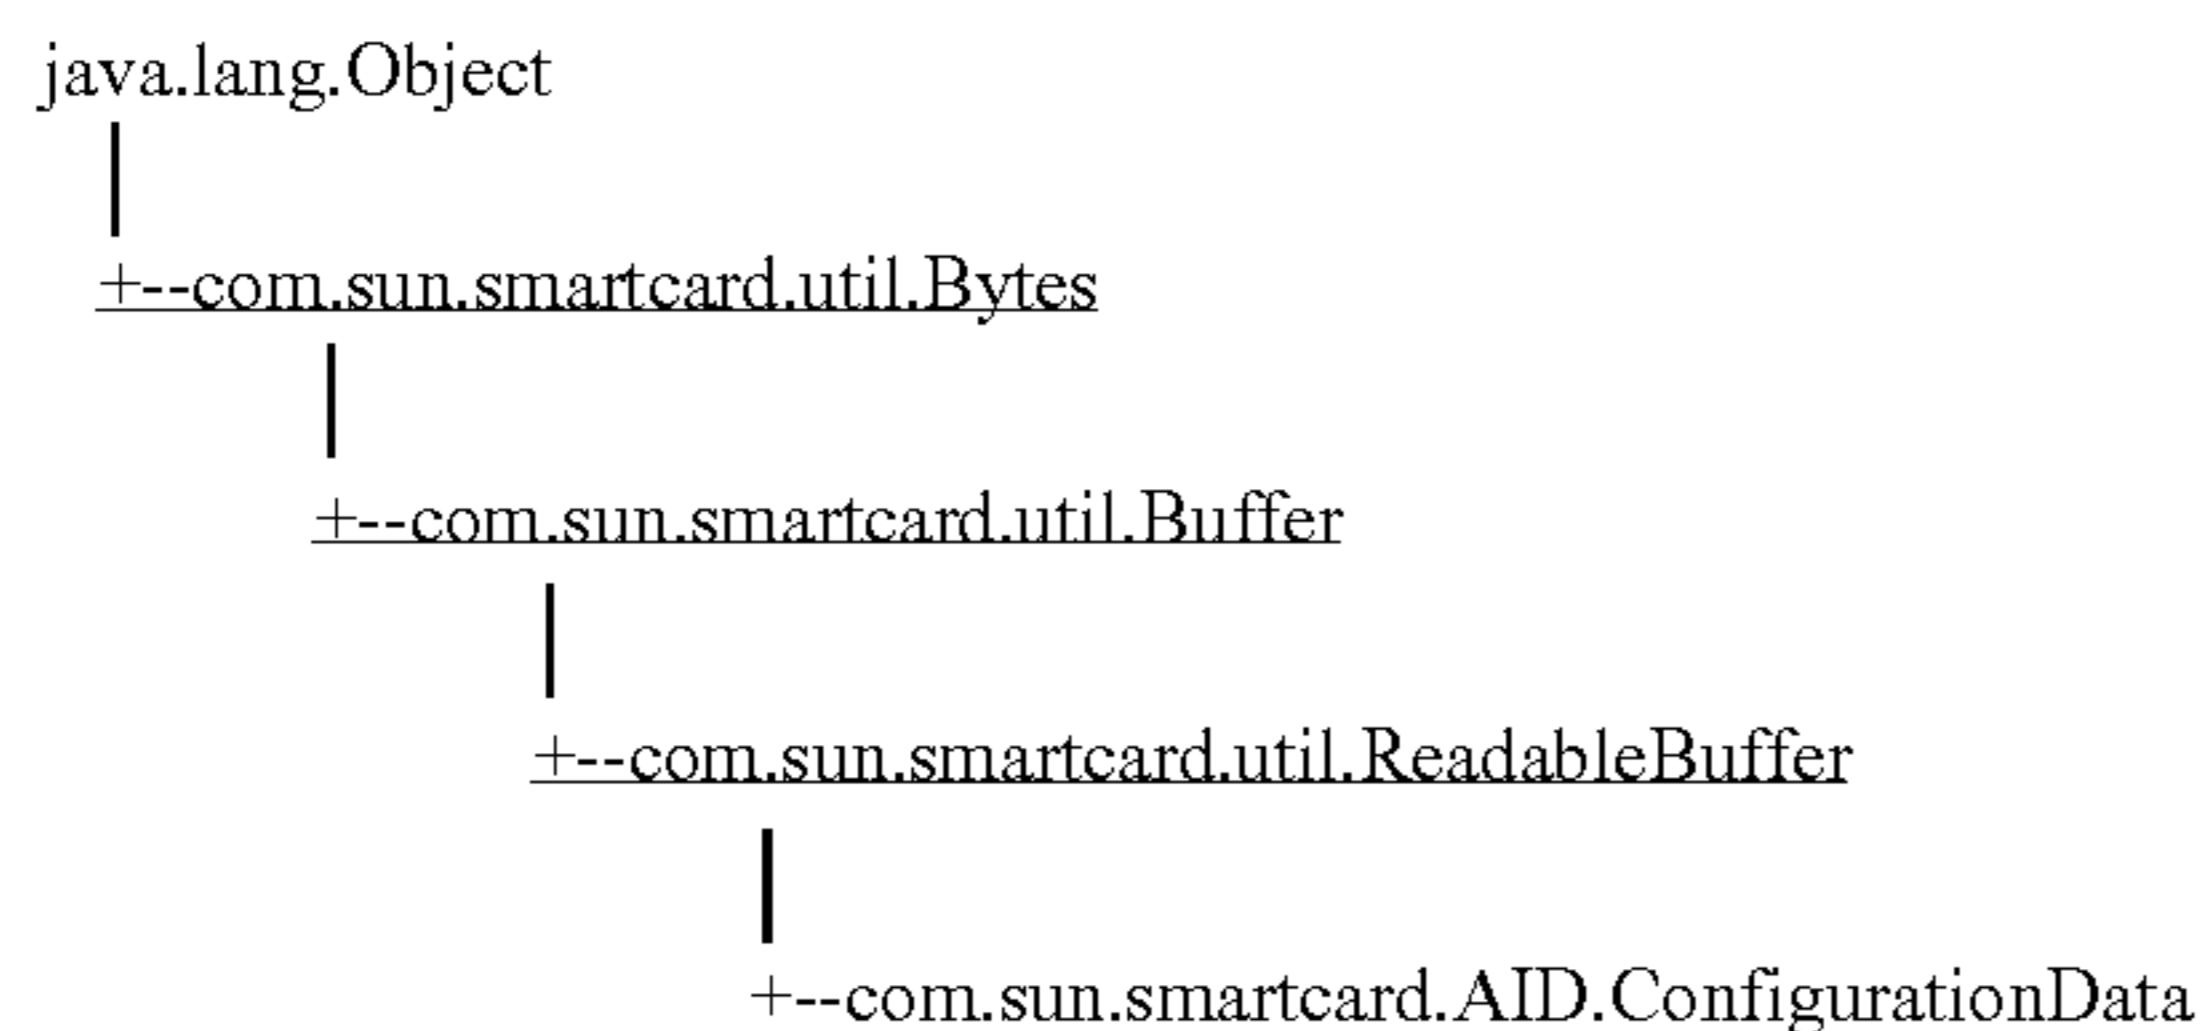 java.lang.Object
+--com.sun.smartcard.util.Bytes
+--com.sun.smartcard.util.Buffer
+--com.sun.smartcard.util.ReadableBuffer
+--com.sun.smartcard.AID.ConfigurationData